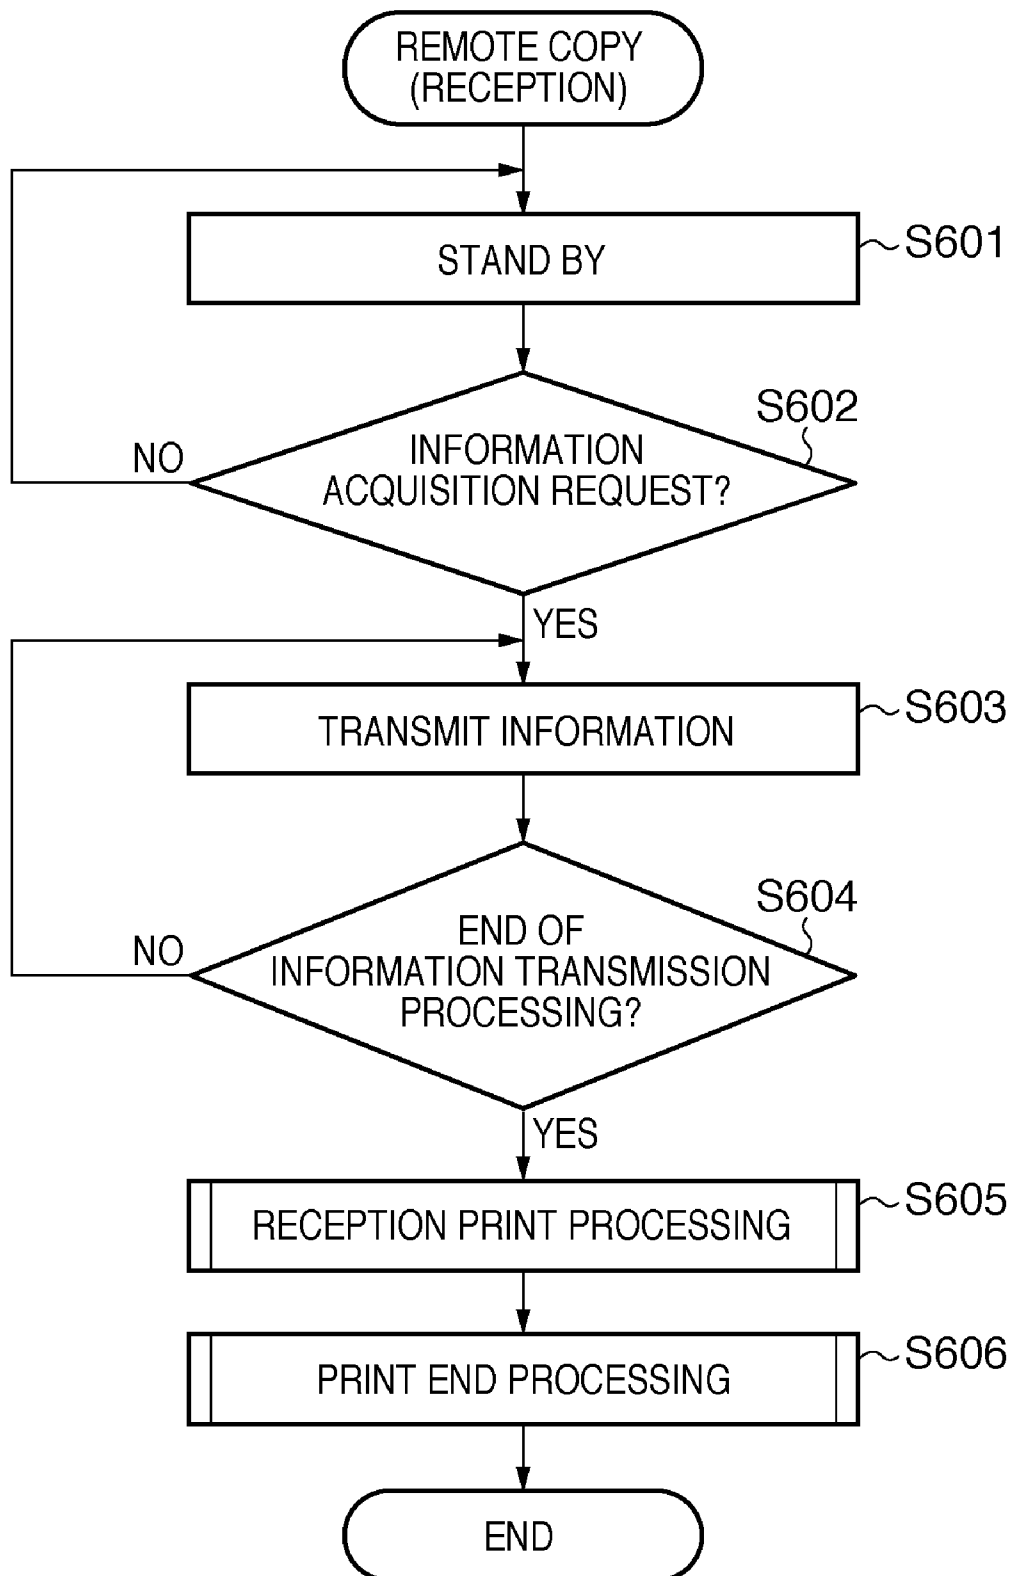 REMOTE COPY
(RECEPTION)
STAND BY
S601
S602
INFORMATION
ACQUISITION REQUEST?
NO
YES
TRANSMIT INFORMATION
S603
S604
END OF
INFORMATION TRANSMISSION
PROCESSING?
NO
YES
RECEPTION PRINT PROCESSING
S605
PRINT END PROCESSING
S606
END